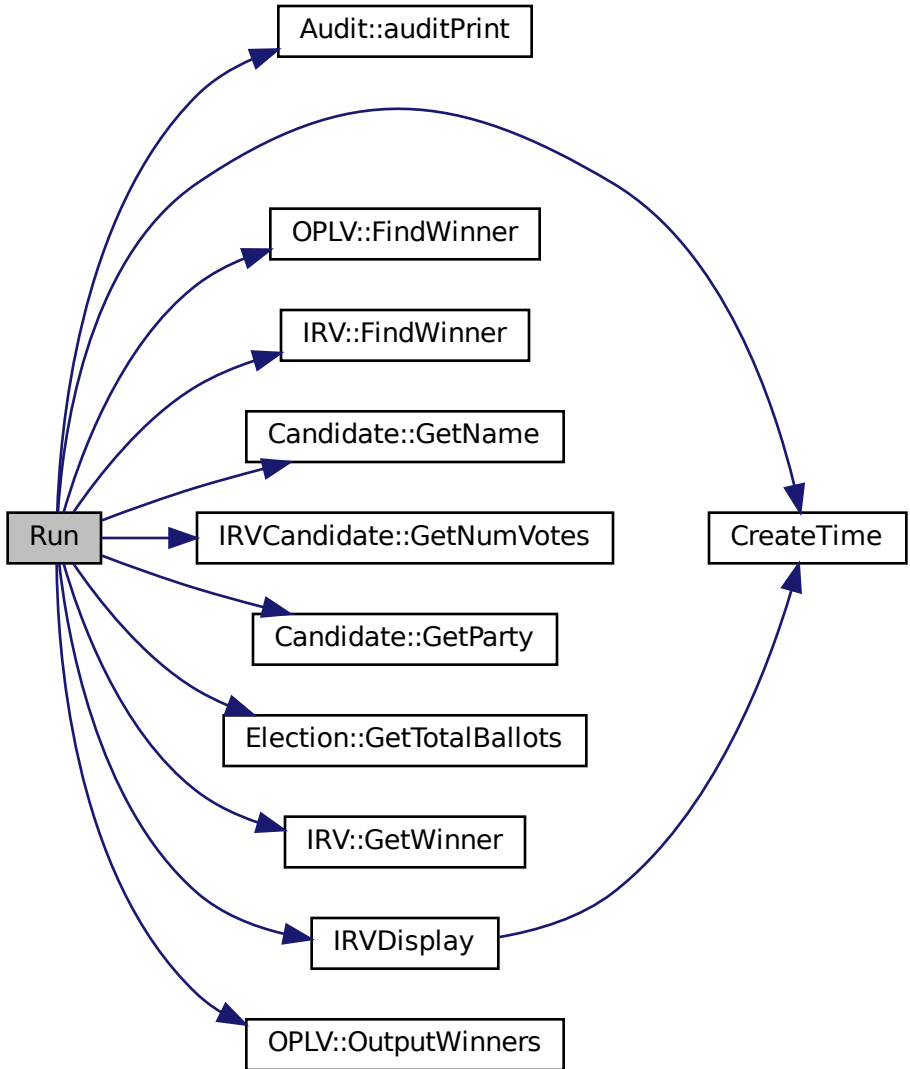 Audit::auditPrint
OPLV::FindWinner
IRV::FindWinner
Candidate::GetName
Run
IRVCandidate::GetNumVotes
CreateTime
Candidate::GetParty
Election::GetTotalBallots
IRV::GetWinner
IRVDisplay
OPLV::OutputWinners